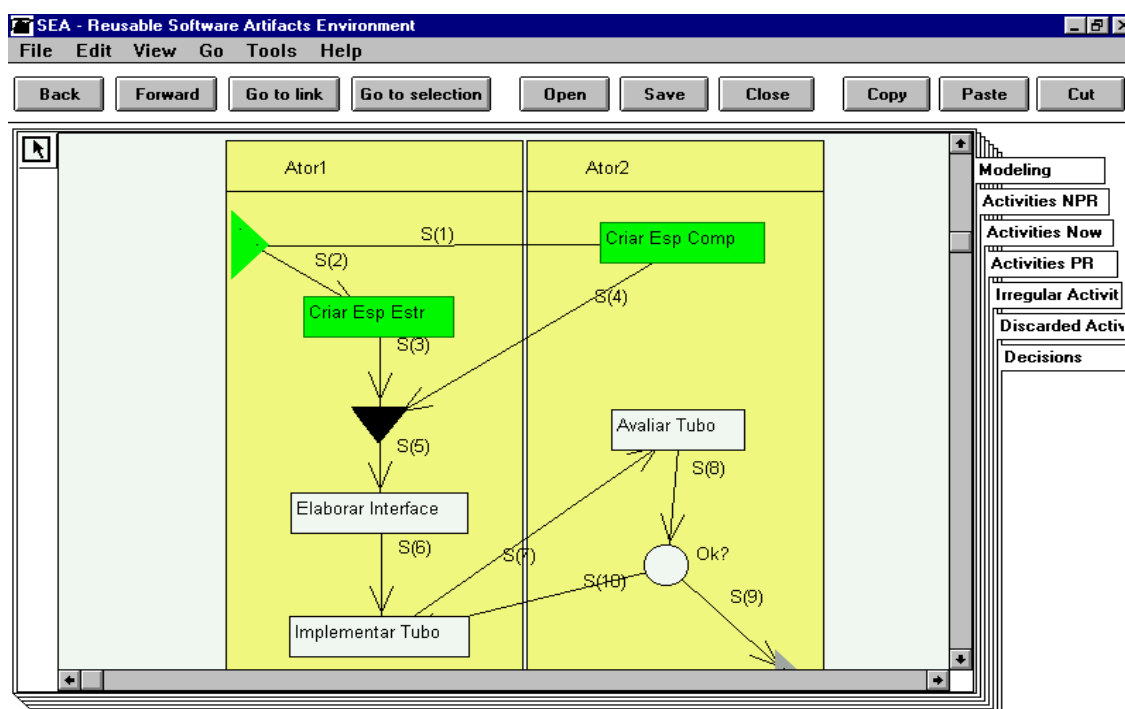 SEA - Reusable Software Artifacts Environment
File Edit View Go Tools Help
Back Forward Go to link Go to selection Open Save Close Copy Paste Cut
Ator1 Ator2
Modeling
Activities NPR
Activities Now
Activities PR
Irregular Activit
Discarded Activ
Decisions
S(1)
Criar Esp Comp
S(2)
S(4)
Criar Esp Estr
S(3)
Avaliar Tubo
S(5)
S(8)
Elaborar Interface
S(6)
S(7)
Ok?
S(10)
S(9)
Implementar Tubo